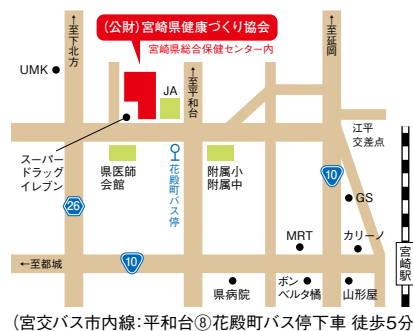 (公財)宮崎県健康づくり協会
宮崎県総合保健センター内
↑至下北方
↑至延岡
UMK
JA
↑至平和台
江平
交差点
スーパー
ドラッグ
イレブン
県医師
会館
花殿町バス停
附属小
附属中
10
GS
26
MRT
カリーノ
宮崎駅
←至都城
10
県病院
ボン
ベルタ橘
山形屋
(宮交バス市内線:平和台⑧花殿町バス停下車 徒歩5分